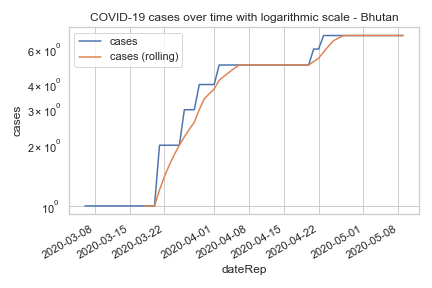 COVID-19 cases over time with logarithmic scale - Bhutan
cases
cases (rolling)
6 × 10⁰
4 × 10⁰
3 × 10⁰
2 × 10⁰
10⁰
cases
2020-03-08
2020-03-15
2020-03-22
2020-04-01
2020-04-08
2020-04-15
2020-04-22
2020-05-01
2020-05-08
dateRep